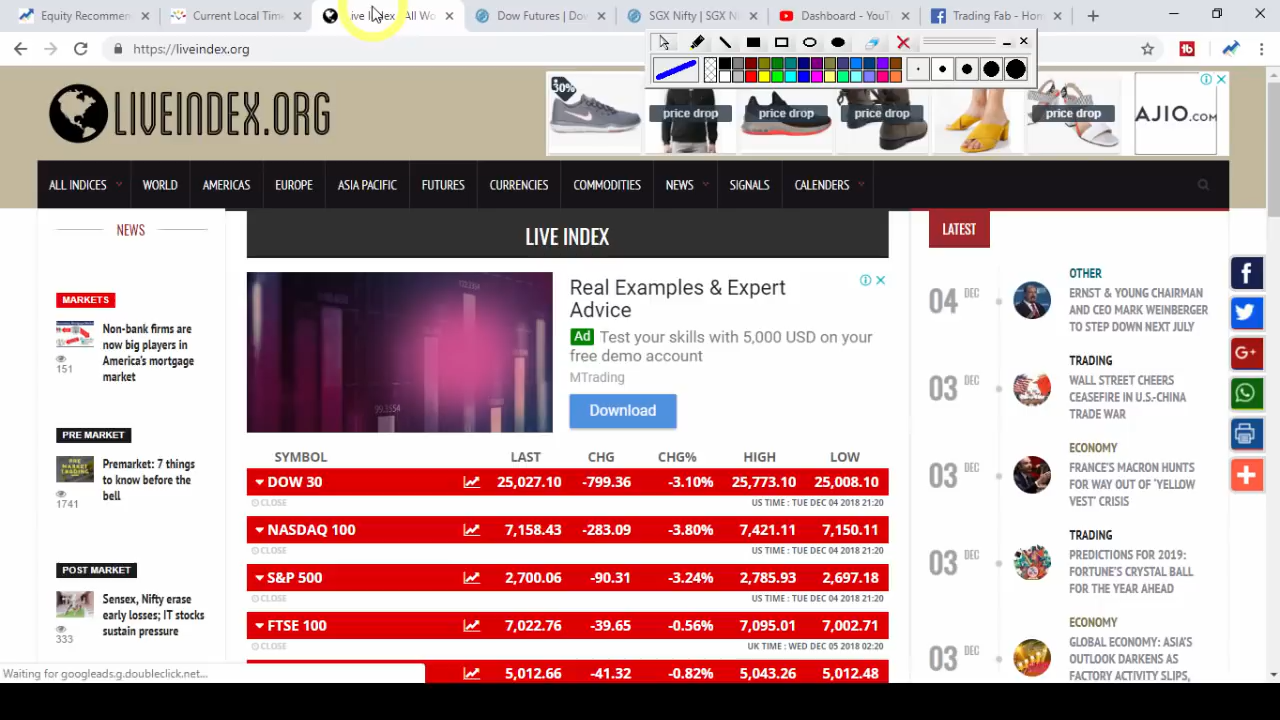 Equity Recommen
Current Local Time
Live Index - All Wo
Dow Futures | Do
SGX Nifty | SGX Ni
Dashboard - YouT
Trading Fab - Hom
https://liveindex.org
LIVEINDEX.ORG
30%
price drop
price drop
price drop
price drop
AJIO.COM
ALL INDICES
WORLD
AMERICAS
EUROPE
ASIA PACIFIC
FUTURES
CURRENCIES
COMMODITIES
NEWS
SIGNALS
CALENDERS
NEWS
MARKETS
Non-bank firms are
now big players in
America's mortgage
market
151
PRE MARKET
Premarket: 7 things
to know before the
bell
1741
POST MARKET
Sensex, Nifty erase
early losses; IT stocks
sustain pressure
333
LIVE INDEX
Real Examples & Expert
Advice
Ad Test your skills with 5,000 USD on your
free demo account
MTrading
Download
SYMBOL LAST CHG CHG% HIGH LOW
DOW 30 25,027.10 -799.36 -3.10% 25,773.10 25,008.10
CLOSE US TIME : TUE DEC 04 2018 21:20
NASDAQ 100 7,158.43 -283.09 -3.80% 7,421.11 7,150.11
CLOSE US TIME : TUE DEC 04 2018 21:20
S&P 500 2,700.06 -90.31 -3.24% 2,785.93 2,697.18
CLOSE US TIME : TUE DEC 04 2018 21:20
FTSE 100 7,022.76 -39.65 -0.56% 7,095.01 7,002.71
CLOSE UK TIME : WED DEC 05 2018 02:20
5,012.66 -41.32 -0.82% 5,043.26 5,012.48
LATEST
04 DEC
OTHER
ERNST & YOUNG CHAIRMAN
AND CEO MARK WEINBERGER
TO STEP DOWN NEXT JULY
03 DEC
TRADING
WALL STREET CHEERS
CEASEFIRE IN U.S.-CHINA
TRADE WAR
03 DEC
ECONOMY
FRANCE'S MACRON HUNTS
FOR WAY OUT OF 'YELLOW
VEST' CRISIS
03 DEC
TRADING
PREDICTIONS FOR 2019:
FORTUNE'S CRYSTAL BALL
FOR THE YEAR AHEAD
03 DEC
ECONOMY
GLOBAL ECONOMY: ASIA'S
OUTLOOK DARKENS AS
FACTORY ACTIVITY SLIPS,
Waiting for googleads.g.doubleclick.net...